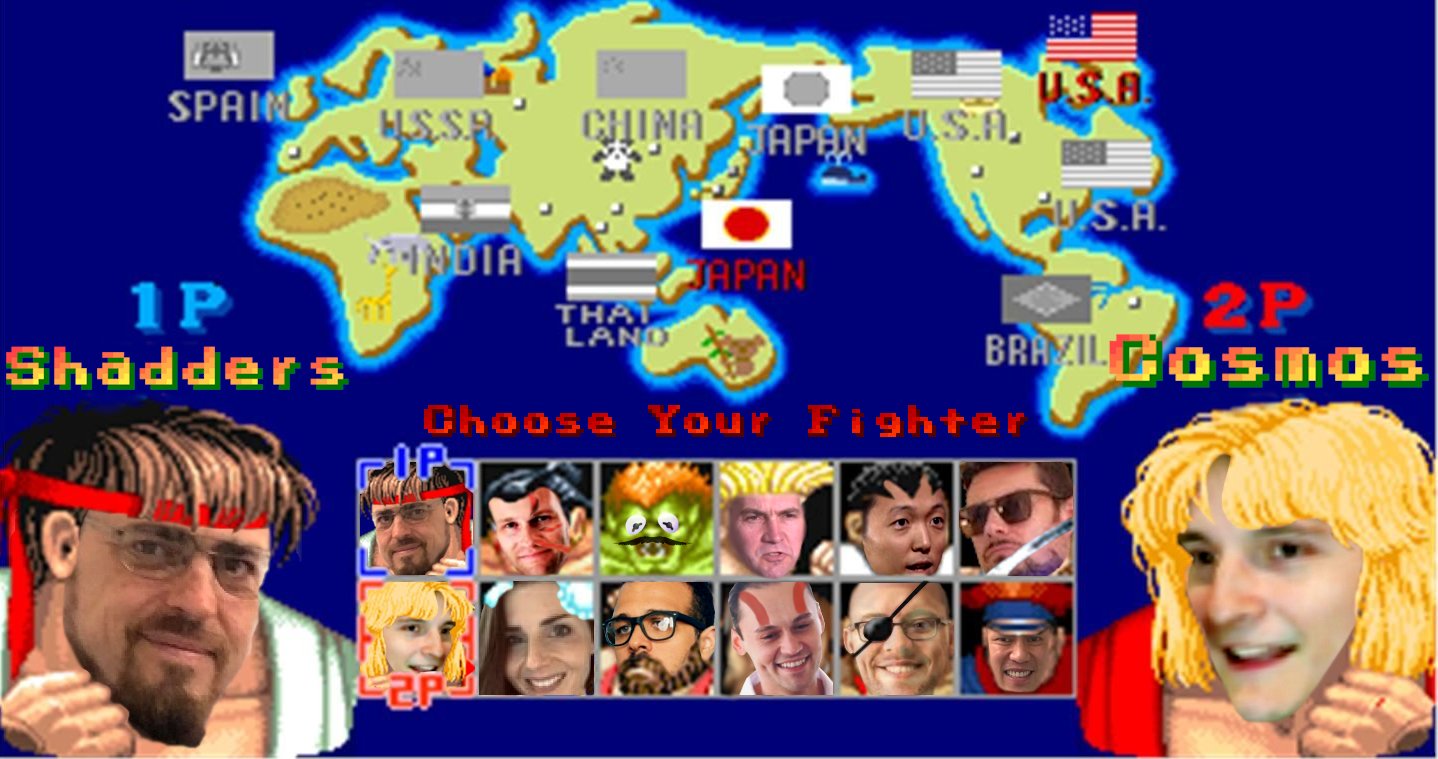 U.S.A.
SPAIN
U.S.S.R.
CHINA
JAPAN
U.S.A.
U.S.A.
INDIA
JAPAN
THAI
LAND
BRAZIL
1P
2P
Shadders
Cosmos
Choose Your Fighter
1P
2P